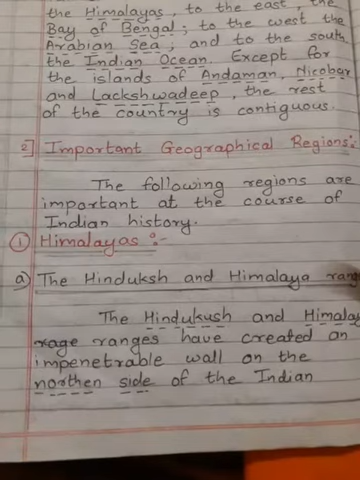 the Himalayas, to the east, the
Bay of Bengal; to the west the
Arabian Sea; and to the south
the Indian Ocean. Except for
the islands of Andaman, Nicobar
and Lackshwadeep, the rest
of the country is contiguous.
2] Important Geographical Regions:-
The following regions are
important at the course of
Indian history.
① Himalayas :-
a) The Hinduksh and Himalaya rang
The Hindukush and Himalay
rage ranges have created an
impenetrable wall on the
northen side of the Indian